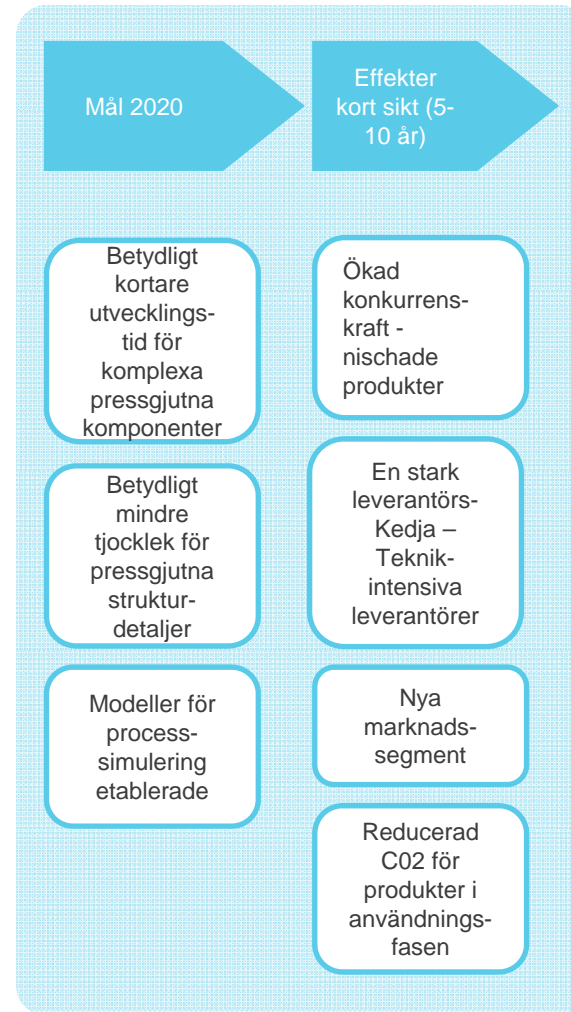 Mål 2020
Effekter
kort sikt (5-
10 år)
Betydligt
kortare
utvecklings-
tid för
komplexa
pressgjutna
komponenter
Betydligt
mindre
tjocklek för
pressgjutna
struktur-
detaljer
Modeller för
process-
simulering
etablerade
Ökad
konkurrens-
kraft -
nischade
produkter
En stark
leverantörs-
Kedja –
Teknik-
intensiva
leverantörer
Nya
marknads-
segment
Reducerad
C02 för
produkter i
användnings-
fasen